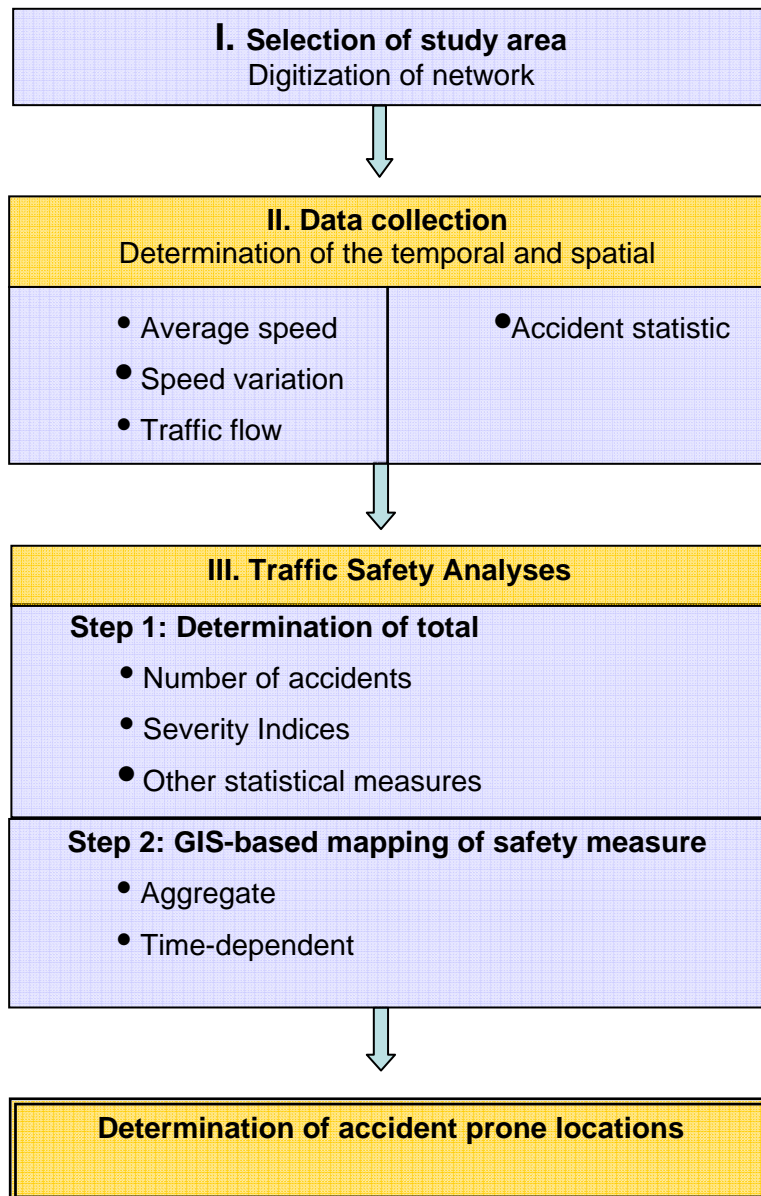 I. Selection of study area
Digitization of network
II. Data collection
Determination of the temporal and spatial
• Average speed
• Speed variation
• Traffic flow
•Accident statistic
III. Traffic Safety Analyses
Step 1: Determination of total
• Number of accidents
• Severity Indices
• Other statistical measures
Step 2: GIS-based mapping of safety measure
• Aggregate
• Time-dependent
Determination of accident prone locations